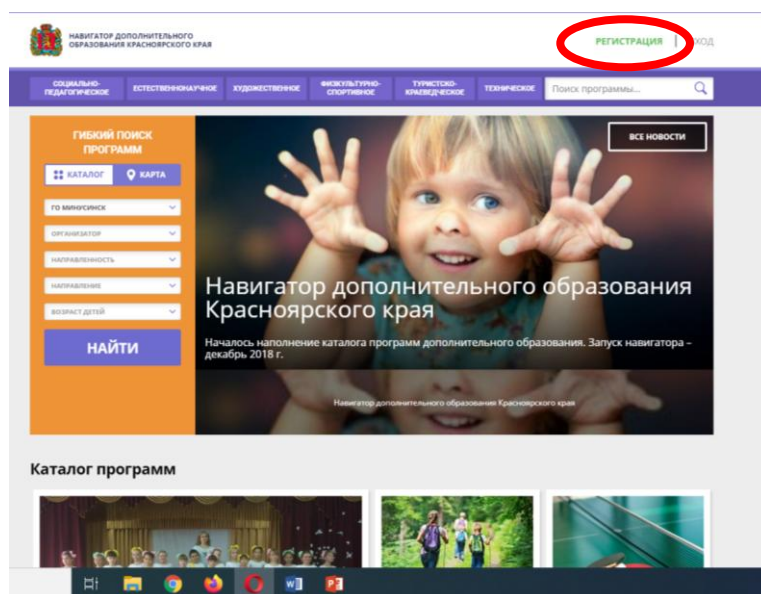 НАВИГАТОР ДОПОЛНИТЕЛЬНОГО
ОБРАЗОВАНИЯ КРАСНОЯРСКОГО КРАЯ
РЕГИСТРАЦИЯ
ХОД
СОЦИАЛЬНО-
ПЕДАГОГИЧЕСКОЕ
ЕСТЕСТВЕННОНАУЧНОЕ
ХУДОЖЕСТВЕННОЕ
ФИЗКУЛЬТУРНО-
СПОРТИВНОЕ
ТУРИСТСКО-
КРАЕВЕДЧЕСКОЕ
ТЕХНИЧЕСКОЕ
Поиск программы...
ГИБКИЙ ПОИСК
ПРОГРАММ
КАТАЛОГ
КАРТА
ГО МИНУСИНСК
ОРГАНИЗАТОР
НАПРАВЛЕННОСТЬ
НАПРАВЛЕНИЕ
ВОЗРАСТ ДЕТЕЙ
НАЙТИ
ВСЕ НОВОСТИ
Навигатор дополнительного образования
Красноярского края
Началось наполнение каталога программ дополнительного образования. Запуск навигатора –
декабрь 2018 г.
Навигатор дополнительного образования Красноярского края
Каталог программ